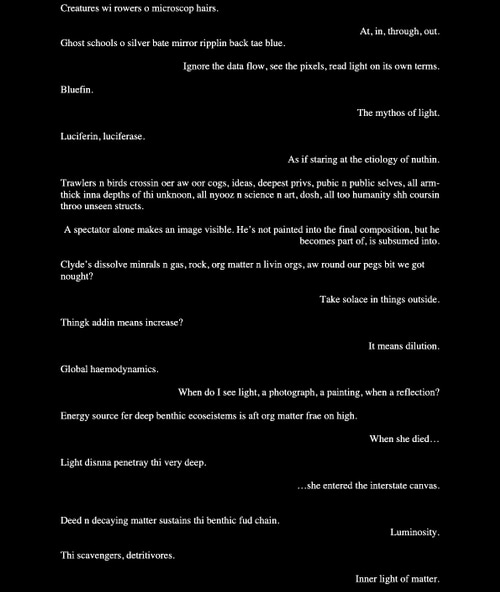 Creatures wi rowers o microscop hairs.
At, in, through, out.
Ghost schools o silver bate mirror ripplin back tae blue.
Ignore the data flow, see the pixels, read light on its own terms.
Bluefin.
The mythos of light.
Luciferin, luciferase.
As if staring at the etiology of nuthin.
Trawlers n birds crossin oer aw oor cogs, ideas, deepest privs, pubic n public selves, all arm-
thick inna depths of thi unknoon, all nyooz n science n art, dosh, all too humanity shh coursin
throo unseen structs.
A spectator alone makes an image visible. He's not painted into the final composition, but he
becomes part of, is subsumed into.
Clyde's dissolve minrals n gas, rock, org matter n livin orgs, aw round our pegs bit we got
nought?
Take solace in things outside.
Thingk addin means increase?
It means dilution.
Global haemodynamics.
When do I see light, a photograph, a painting, when a reflection?
Energy source fer deep benthic ecoseistems is aft org matter frae on high.
When she died…
Light disnna penetray thi very deep.
…she entered the interstate canvas.
Deed n decaying matter sustains thi benthic fud chain.
Luminosity.
Thi scavengers, detritivores.
Inner light of matter.